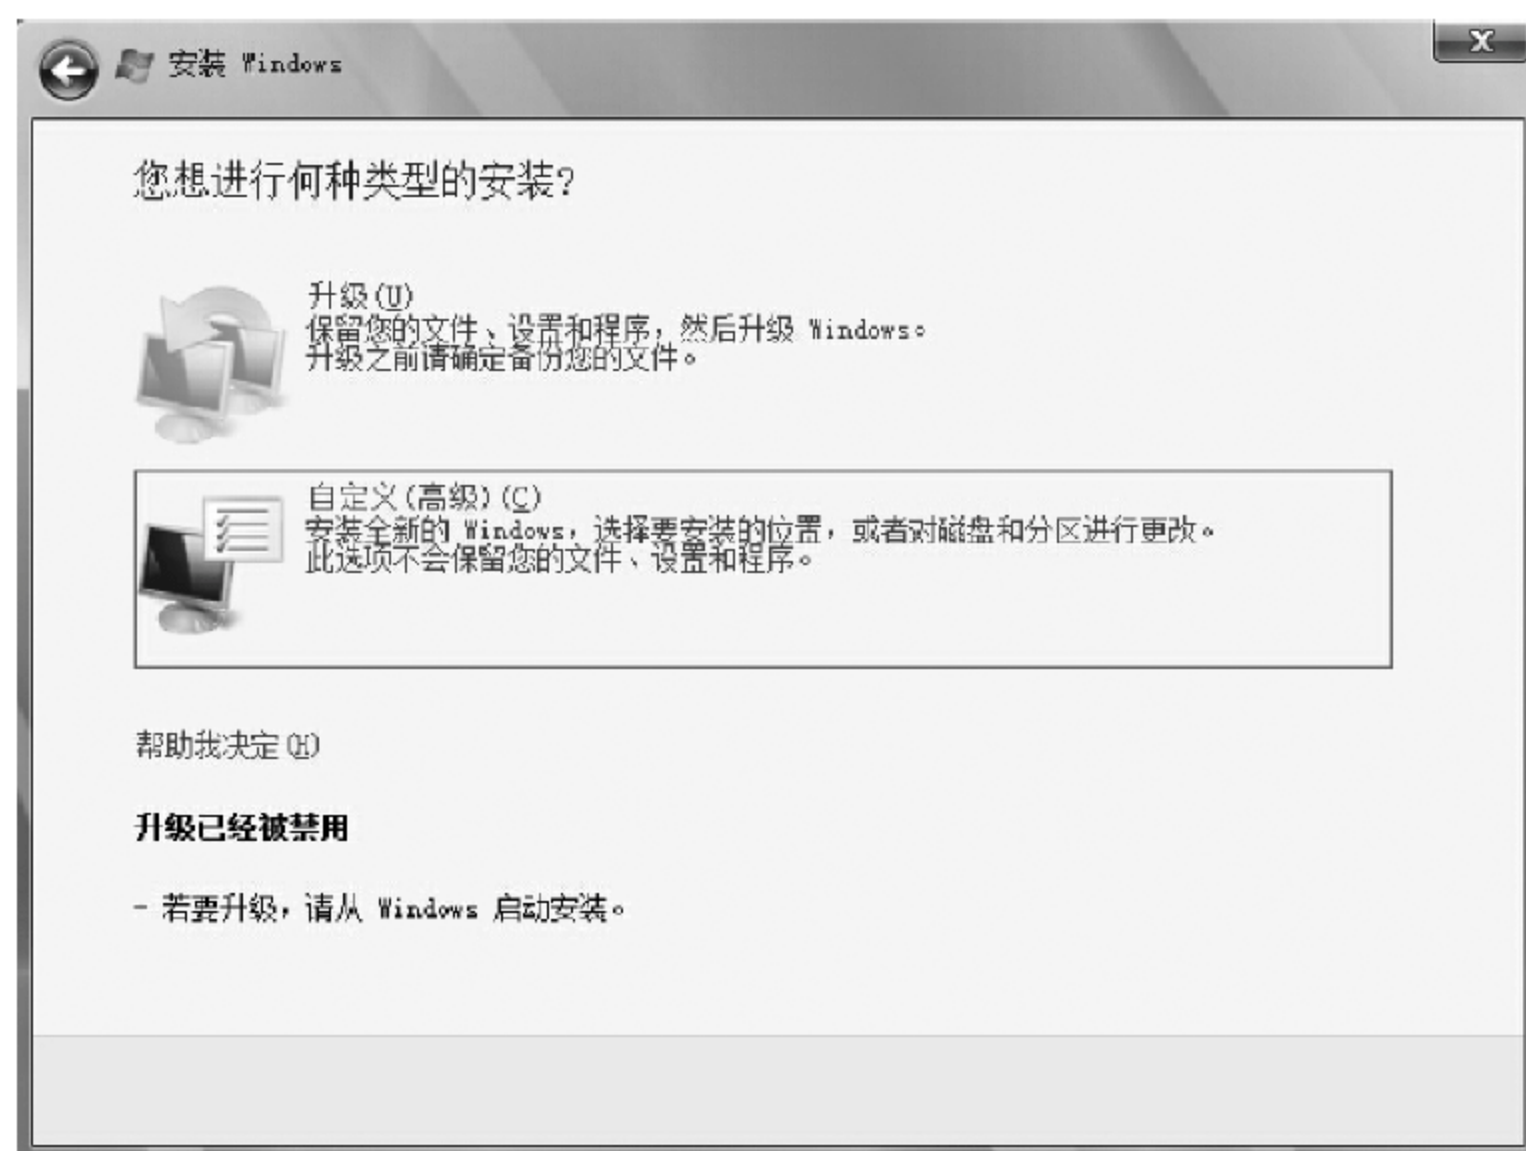 安装 Windows
您想进行何种类型的安装?
升级(U)
保留您的文件、设置和程序，然后升级 Windows。
升级之前请确定备份您的文件。
自定义(高级)(C)
安装全新的 Windows，选择要安装的位置，或者对磁盘和分区进行更改。
此选项不会保留您的文件、设置和程序。
帮助我决定(H)
升级已经被禁用
- 若要升级，请从 Windows 启动安装。